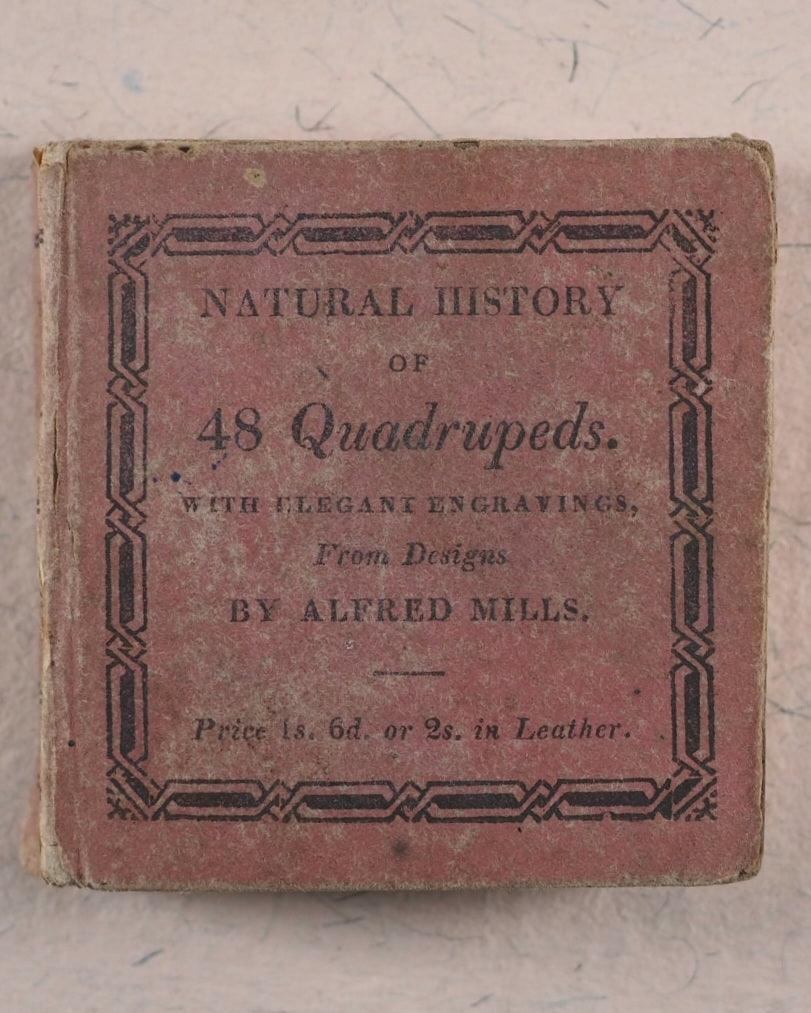 NATURAL HISTORY
OF
48 Quadrupeds.
WITH ELEGANT ENGRAVINGS,
From Designs
BY ALFRED MILLS.
Price 1s. 6d. or 2s. in Leather.